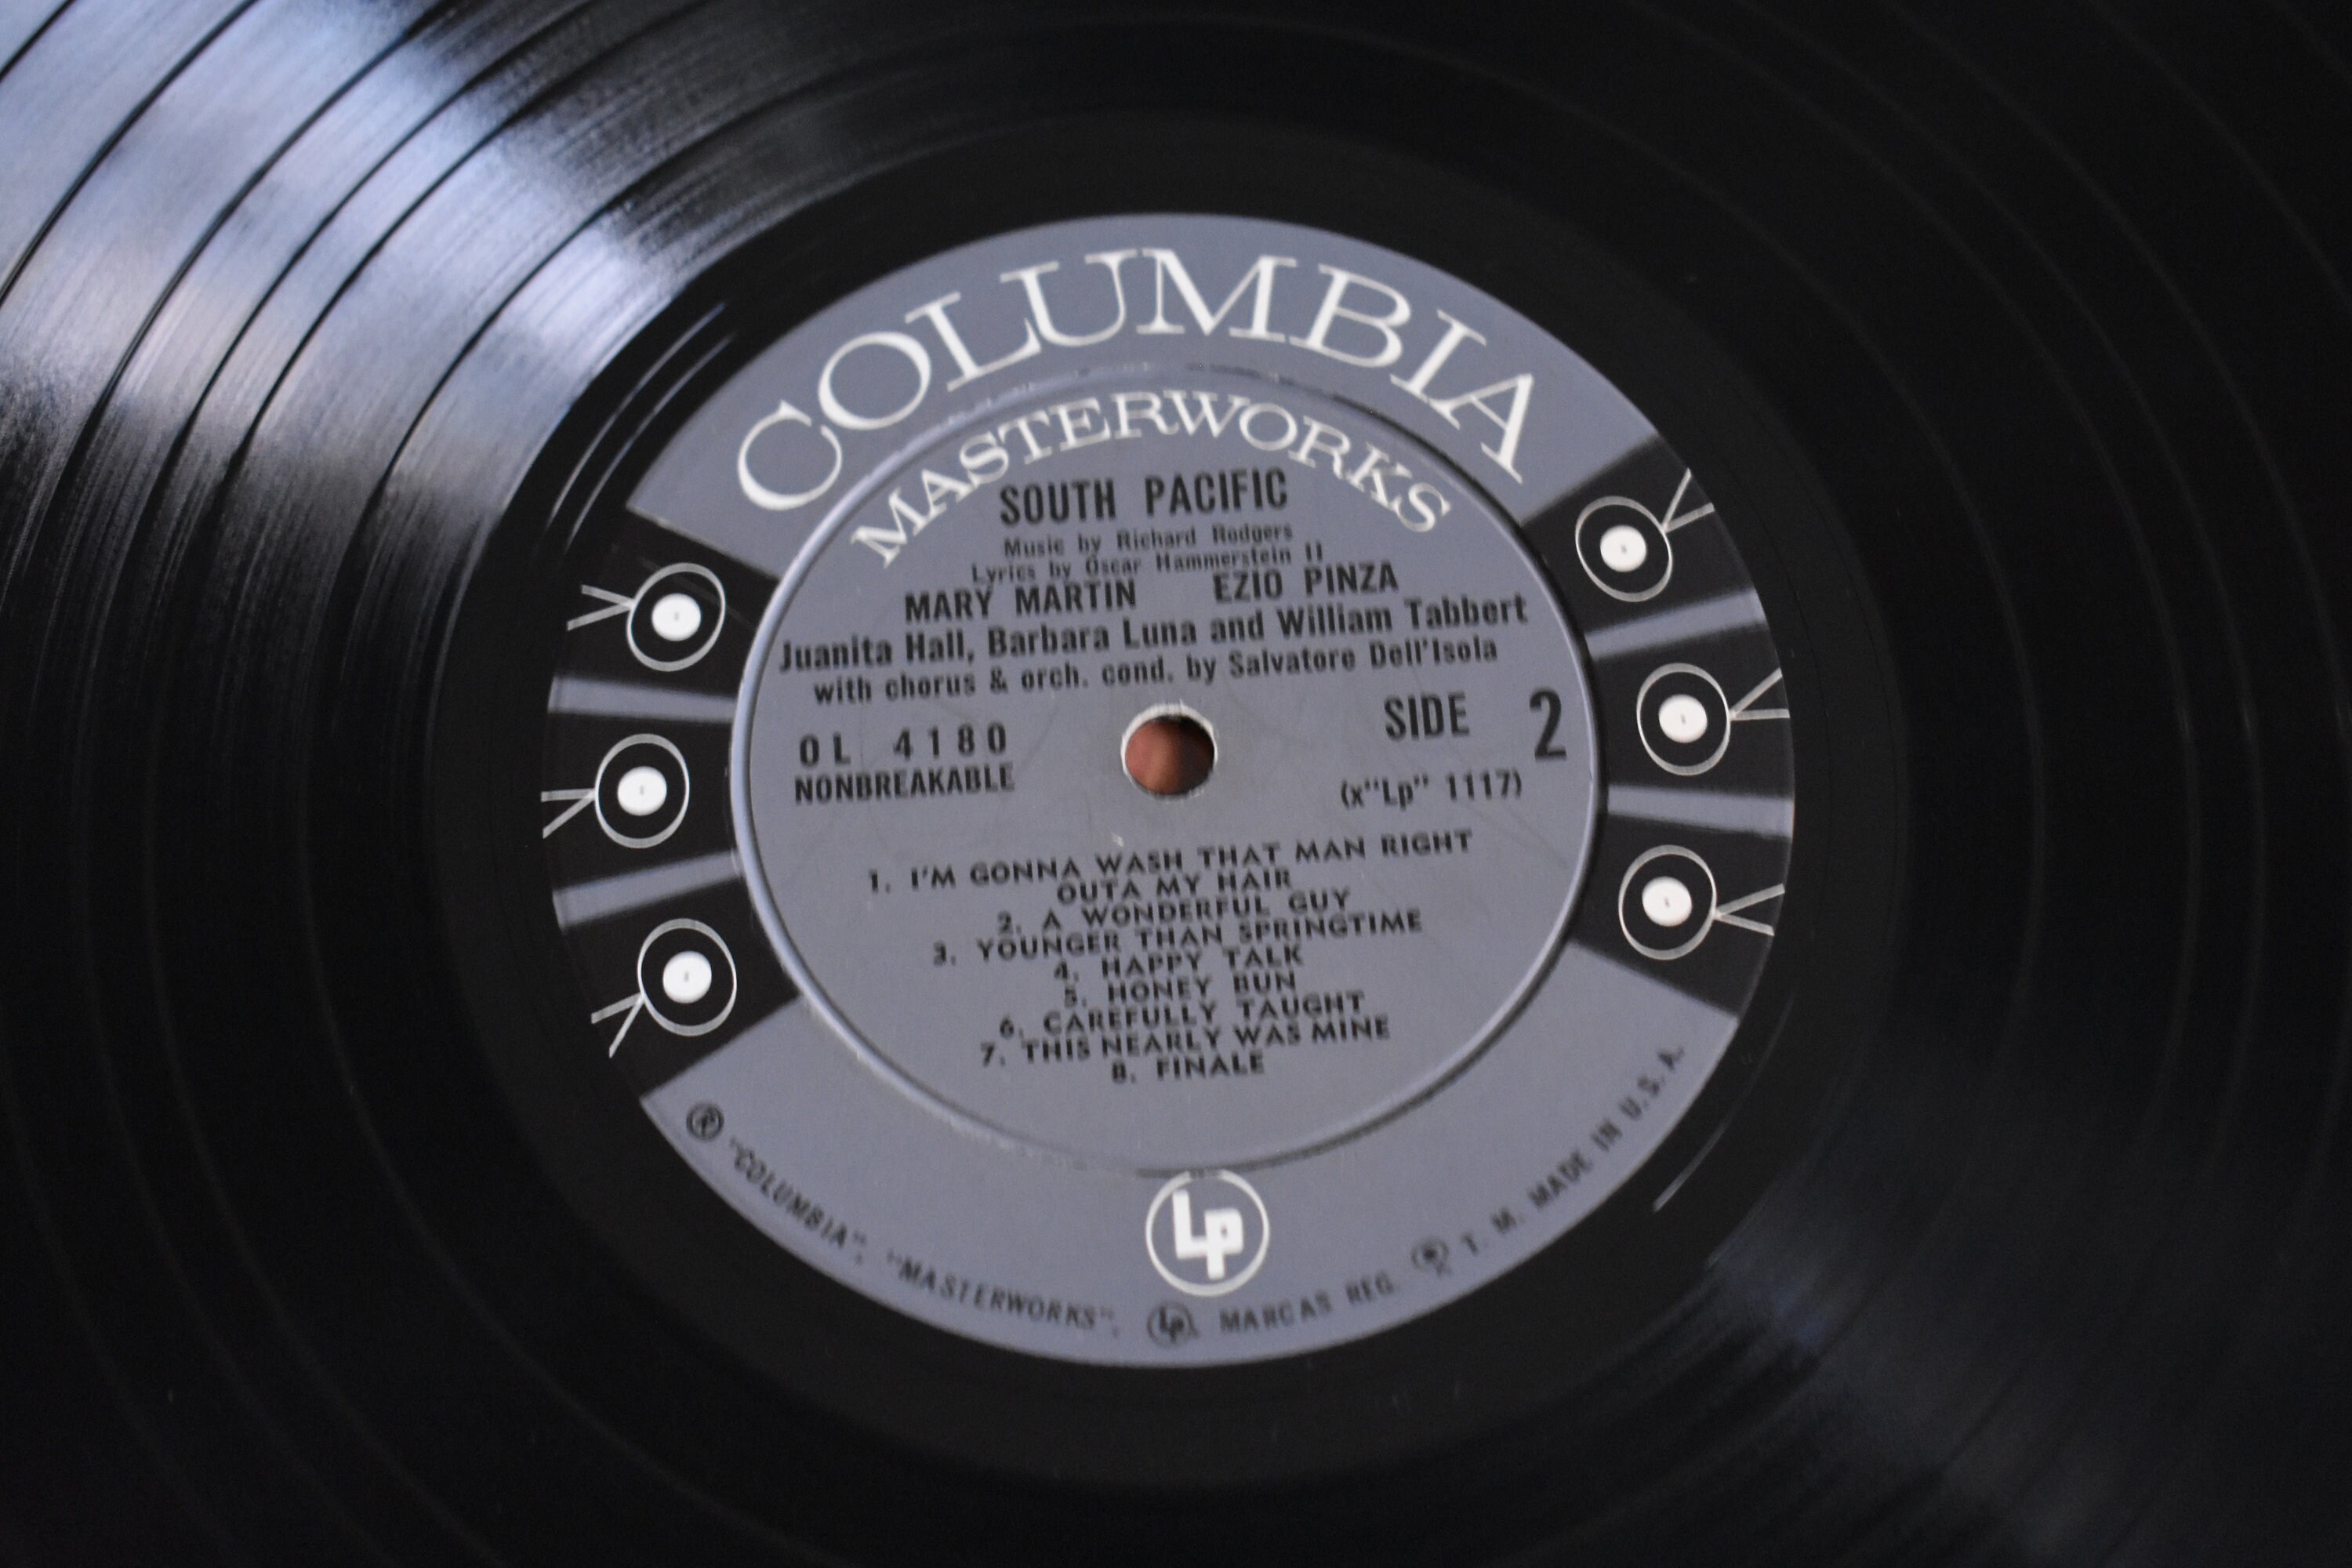 COLUMBIA
MASTERWORKS
SOUTH PACIFIC
Music by Richard Rodgers
Lyrics by Oscar Hammerstein II
MARY MARTIN EZIO PINZA
Juanita Hall, Barbara Luna and William Tabbert
with chorus & orch. cond. by Salvatore Dell'Isola
OL 4180 SIDE 2
NONBREAKABLE (x"Lp" 1117)
1. I'M GONNA WASH THAT MAN RIGHT
OUTA MY HAIR
2. A WONDERFUL GUY
3. YOUNGER THAN SPRINGTIME
4. HAPPY TALK
5. HONEY BUN
6. CAREFULLY TAUGHT
7. THIS NEARLY WAS MINE
8. FINALE
Lp
® "COLUMBIA", "MASTERWORKS", Lp MARCAS REG. T. M. MADE IN U.S.A.